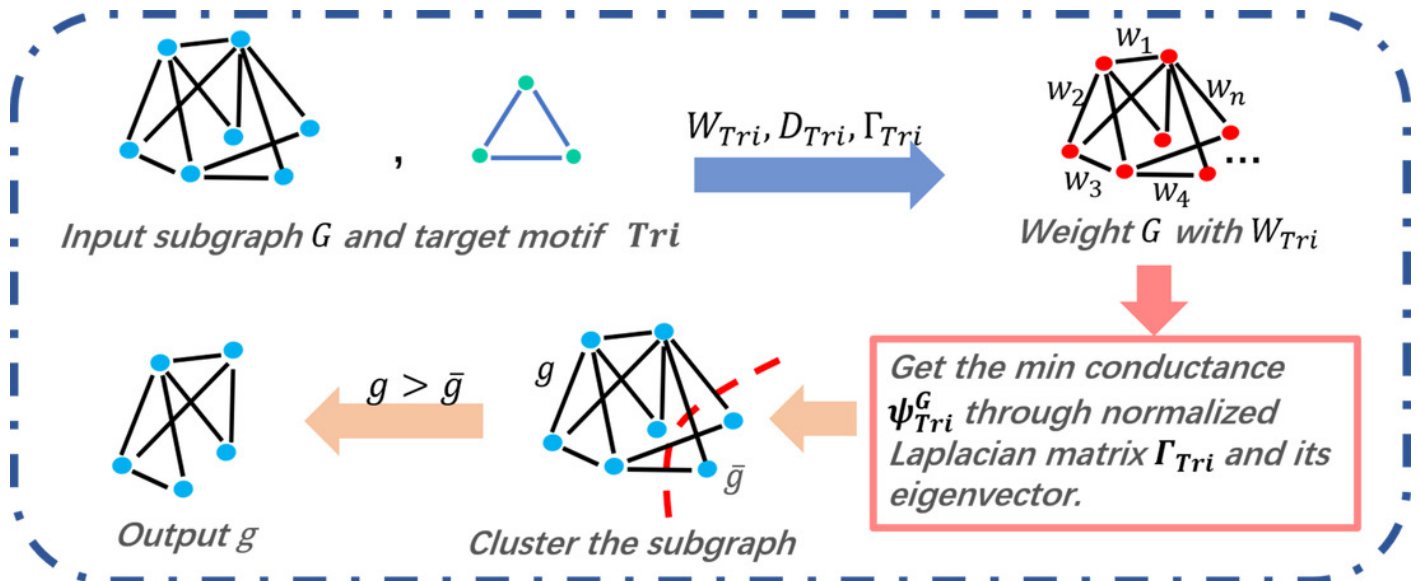 w₁
w₂
wₙ
W_Tri, D_Tri, Γ_Tri
,
...
w₃
w₄
Input subgraph G and target motif Tri
Weight G with W_Tri
Get the min conductance
ψ^G_Tri through normalized
Laplacian matrix Γ_Tri and its
eigenvector.
g
g > ḡ
ḡ
Output g
Cluster the subgraph